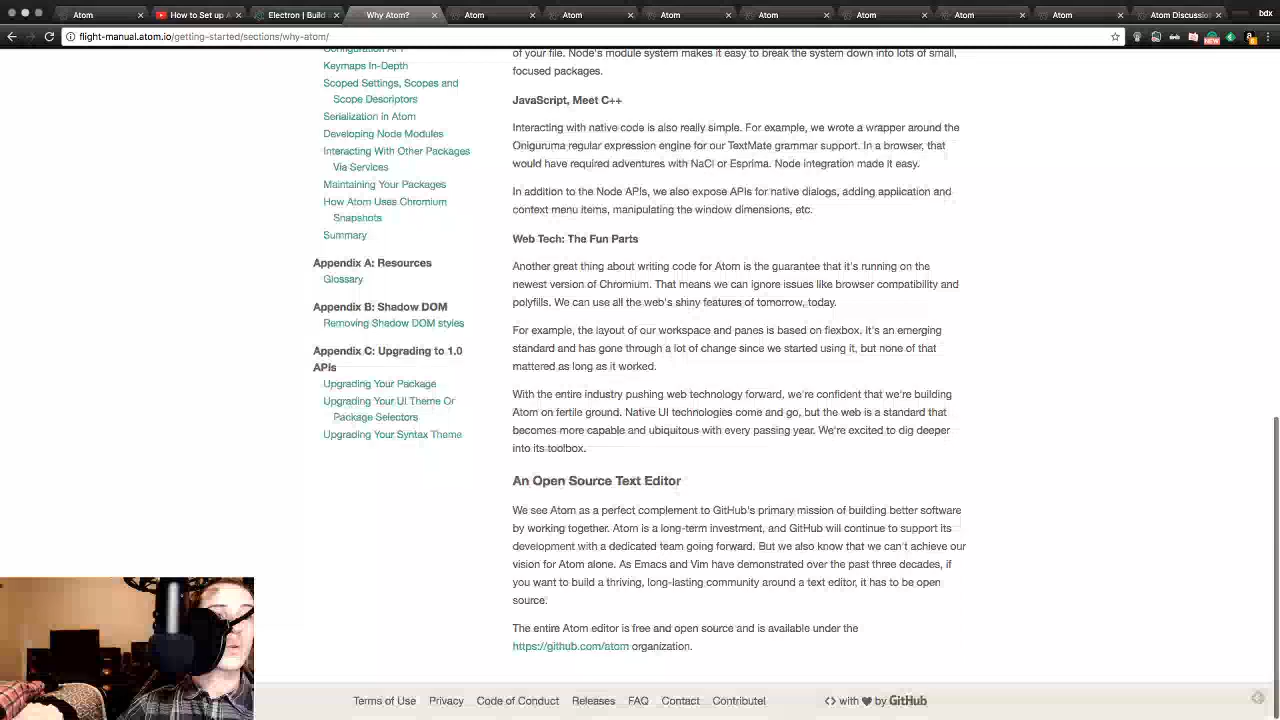 Atom
How to Set up A
Electron | Build
Why Atom?
Atom
Atom
Atom
Atom
Atom
Atom
Atom
Atom Discussio
bdx
flight-manual.atom.io/getting-started/sections/why-atom/
NEW
Configuration API
Keymaps In-Depth
Scoped Settings, Scopes and
Scope Descriptors
Serialization in Atom
Developing Node Modules
Interacting With Other Packages
Via Services
Maintaining Your Packages
How Atom Uses Chromium
Snapshots
Summary
Appendix A: Resources
Glossary
Appendix B: Shadow DOM
Removing Shadow DOM styles
Appendix C: Upgrading to 1.0
APIs
Upgrading Your Package
Upgrading Your UI Theme Or
Package Selectors
Upgrading Your Syntax Theme
of your file. Node's module system makes it easy to break the system down into lots of small,
focused packages.
JavaScript, Meet C++
Interacting with native code is also really simple. For example, we wrote a wrapper around the
Oniguruma regular expression engine for our TextMate grammar support. In a browser, that
would have required adventures with NaCl or Esprima. Node integration made it easy.
In addition to the Node APIs, we also expose APIs for native dialogs, adding application and
context menu items, manipulating the window dimensions, etc.
Web Tech: The Fun Parts
Another great thing about writing code for Atom is the guarantee that it's running on the
newest version of Chromium. That means we can ignore issues like browser compatibility and
polyfills. We can use all the web's shiny features of tomorrow, today.
For example, the layout of our workspace and panes is based on flexbox. It's an emerging
standard and has gone through a lot of change since we started using it, but none of that
mattered as long as it worked.
With the entire industry pushing web technology forward, we're confident that we're building
Atom on fertile ground. Native UI technologies come and go, but the web is a standard that
becomes more capable and ubiquitous with every passing year. We're excited to dig deeper
into its toolbox.
An Open Source Text Editor
We see Atom as a perfect complement to GitHub's primary mission of building better software
by working together. Atom is a long-term investment, and GitHub will continue to support its
development with a dedicated team going forward. But we also know that we can't achieve our
vision for Atom alone. As Emacs and Vim have demonstrated over the past three decades, if
you want to build a thriving, long-lasting community around a text editor, it has to be open
source.
The entire Atom editor is free and open source and is available under the
https://github.com/atom organization.
Terms of Use Privacy Code of Conduct Releases FAQ Contact Contribute! <> with ♥ by GitHub